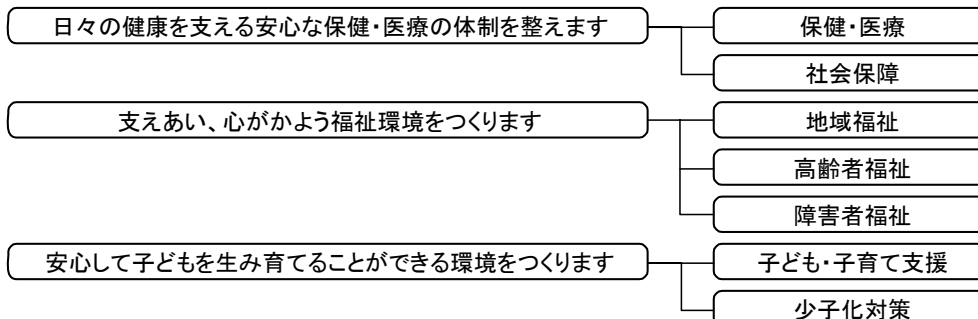 日々の健康を支える安心な保健・医療の体制を整えます
保健・医療
社会保障
支えあい、心がかよう福祉環境をつくります
地域福祉
高齢者福祉
障害者福祉
安心して子どもを生み育てることができる環境をつくります
子ども・子育て支援
少子化対策